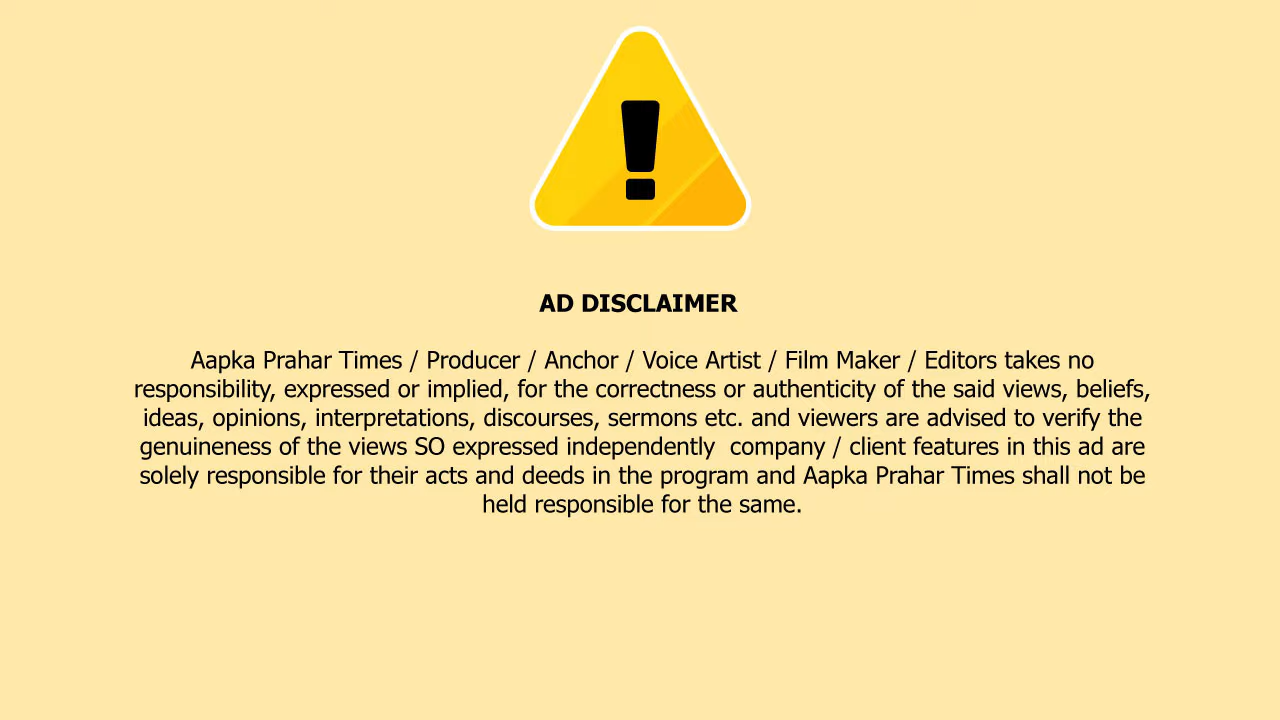 AD DISCLAIMER
Aapka Prahar Times / Producer / Anchor / Voice Artist / Film Maker / Editors takes no
responsibility, expressed or implied, for the correctness or authenticity of the said views, beliefs,
ideas, opinions, interpretations, discourses, sermons etc. and viewers are advised to verify the
genuineness of the views SO expressed independently  company / client features in this ad are
solely responsible for their acts and deeds in the program and Aapka Prahar Times shall not be
held responsible for the same.